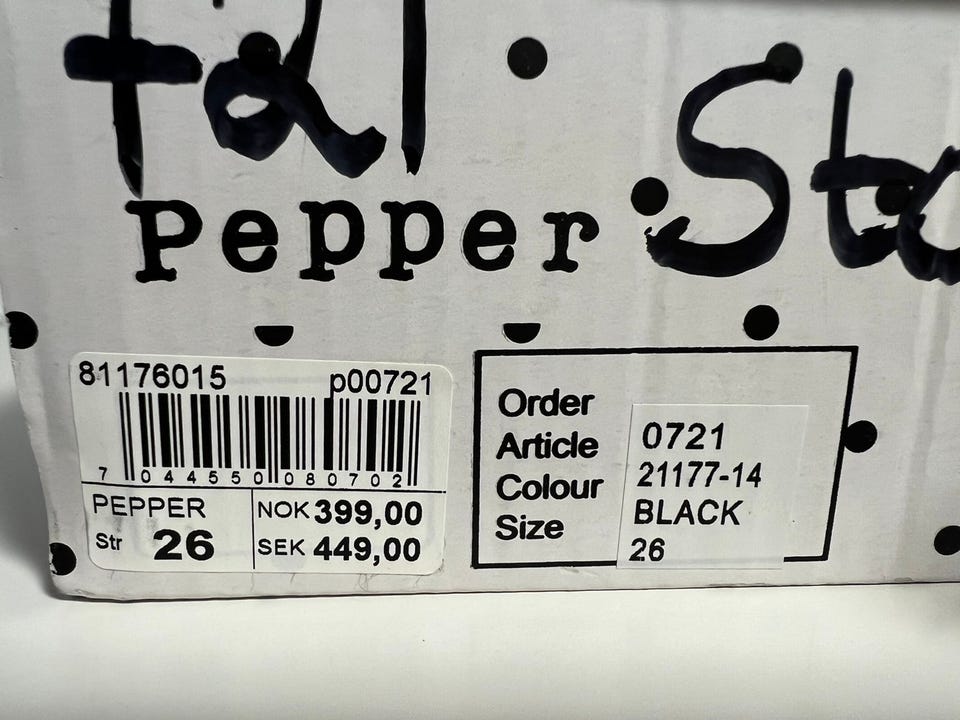 +21
Pepper
81176015 p00721
7 044550 080702
PEPPER
Str 26
NOK 399,00
SEK 449,00
Order 0721
Article 21177-14
Colour BLACK
Size 26